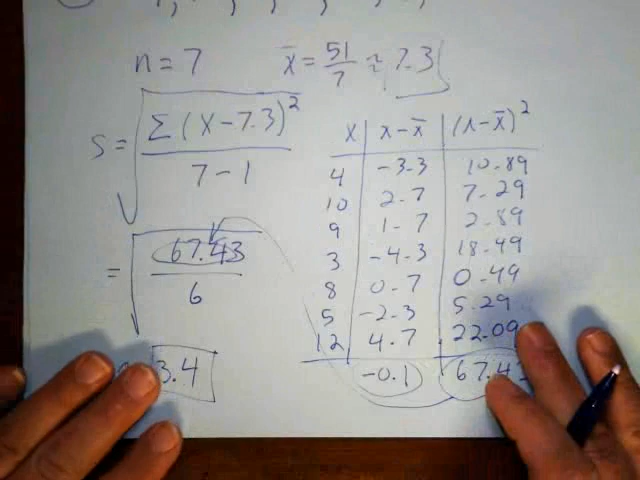 n = 7 x̄ = 51/7 ≈ 7.3
s = √(Σ(x-7.3)²/(7-1))
= √(67.43/6)
3.4
x | x-x̄ | (x-x̄)²
4 | -3.3 | 10.89
10 | 2.7 | 7.29
9 | 1.7 | 2.89
3 | -4.3 | 18.49
8 | 0.7 | 0.49
5 | -2.3 | 5.29
12 | 4.7 | 22.09
-0.1 | 67.4